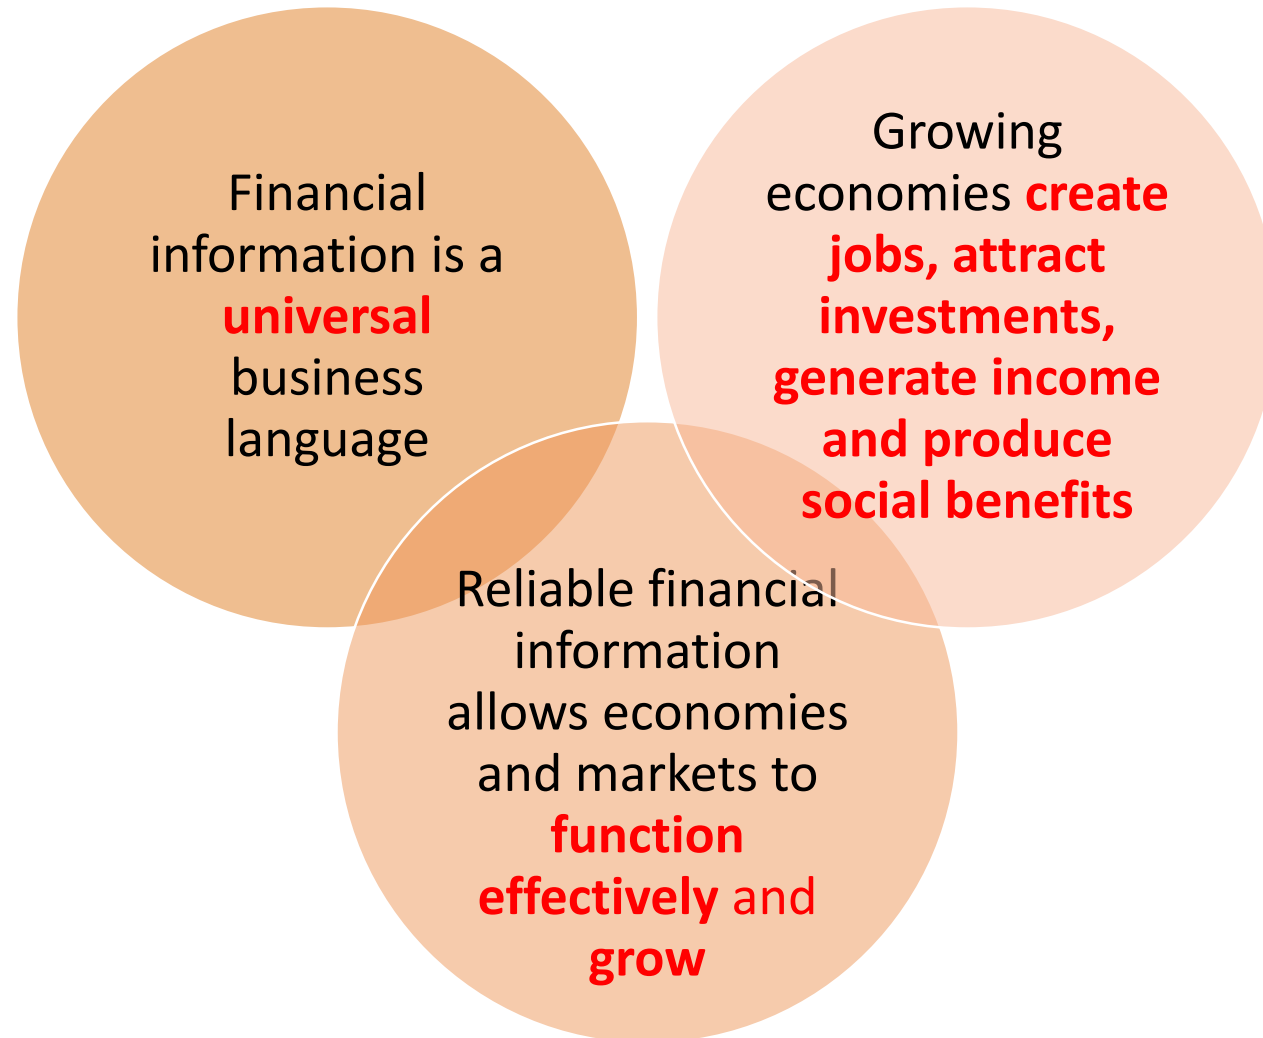 Financial
information is a
universal
business
language
Growing
economies create
jobs, attract
investments,
generate income
and produce
social benefits
Reliable financial
information
allows economies
and markets to
function
effectively and
grow